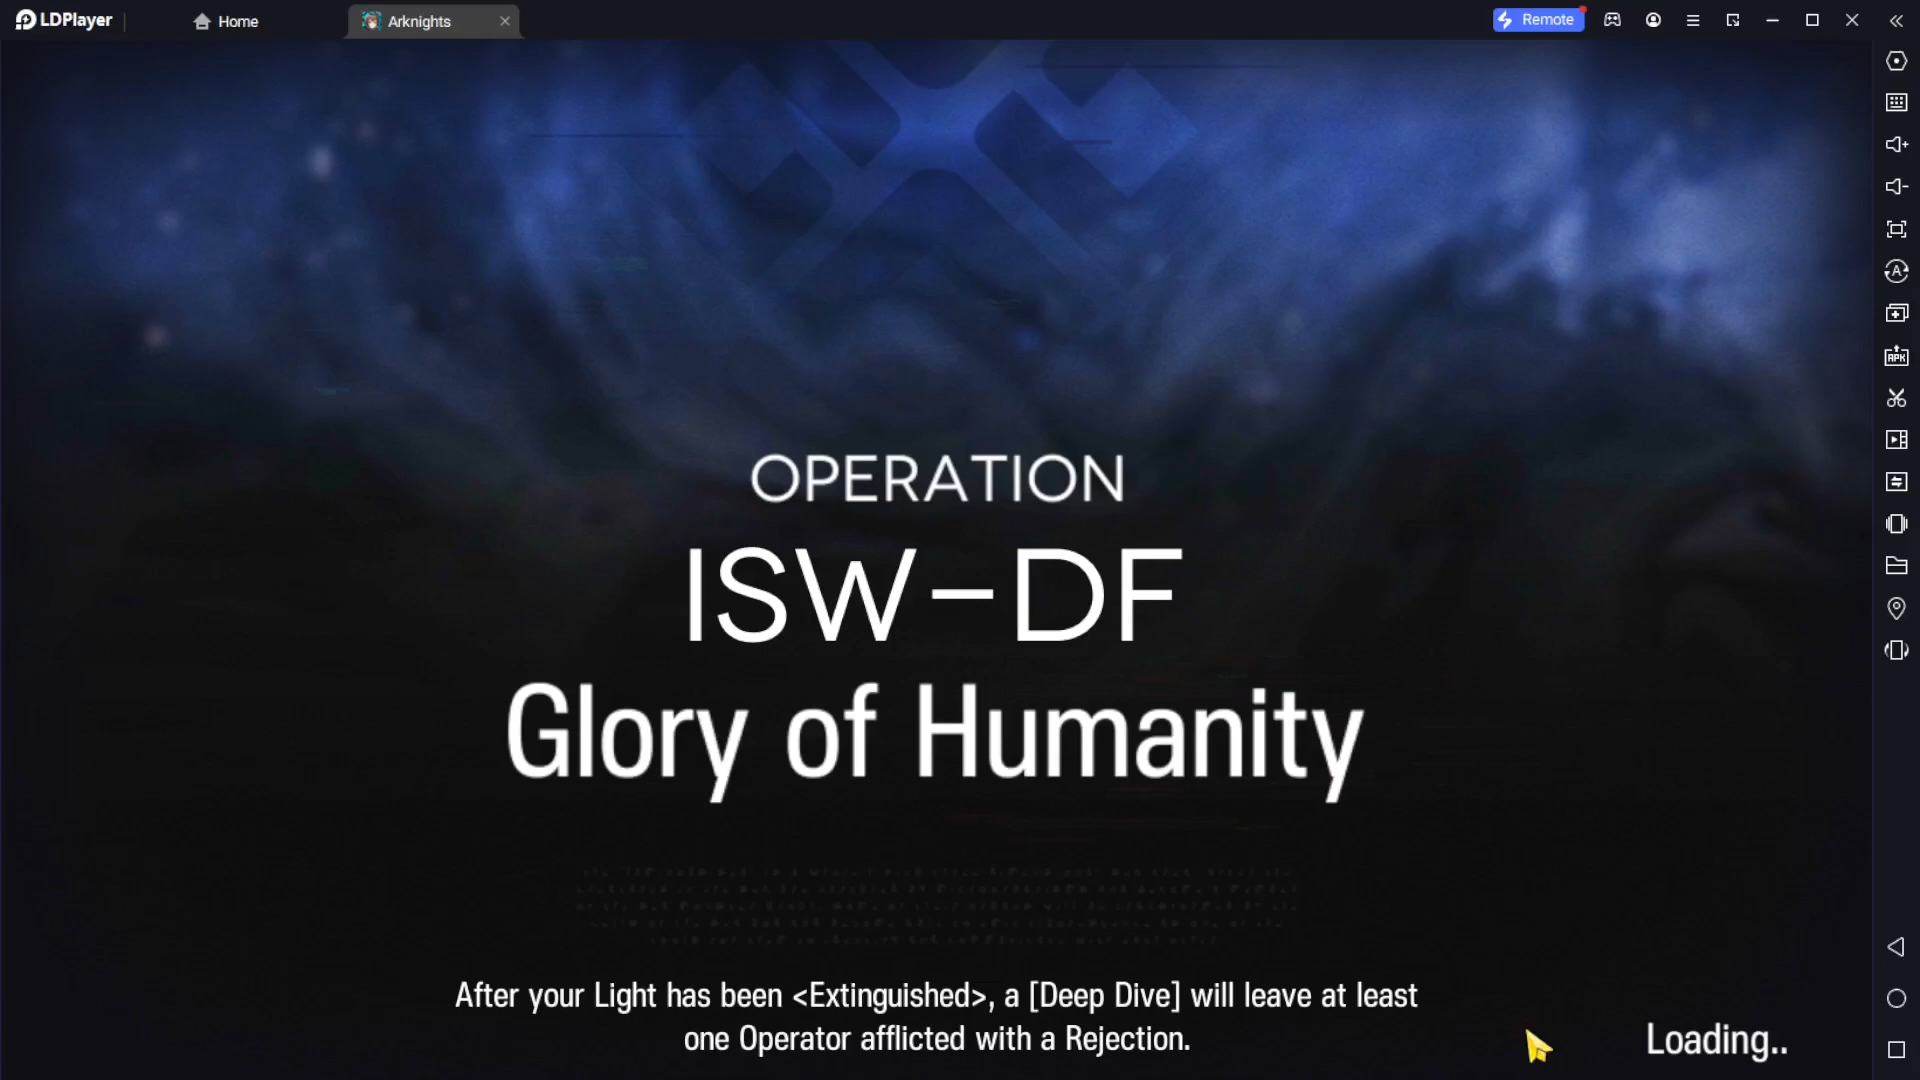 LDPlayer
Home
Arknights
Remote
OPERATION
ISW-DF
Glory of Humanity
After your Light has been <Extinguished>, a [Deep Dive] will leave at least
one Operator afflicted with a Rejection.
Loading..